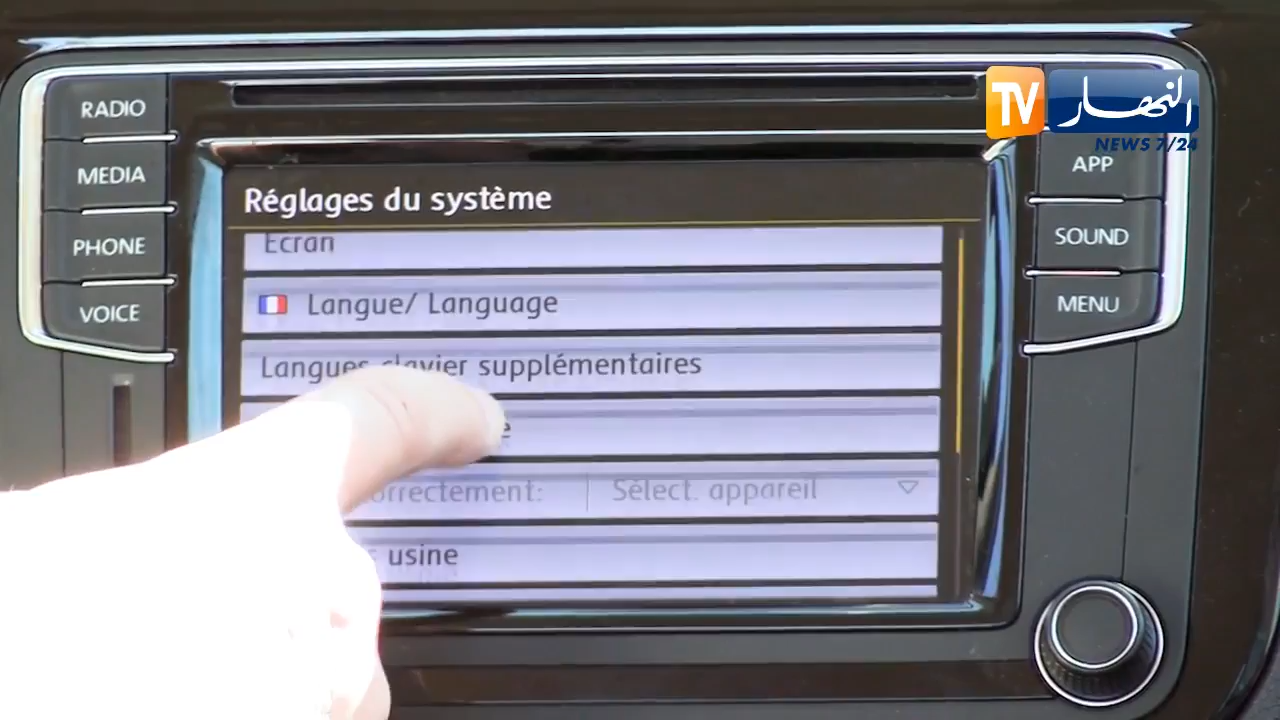 RADIO
MEDIA
PHONE
VOICE
TV النهار
NEWS 7/24
APP
SOUND
MENU
Réglages du système
Ecran
Langue/ Language
Langues clavier supplémentaires
orrectement: Sélect. appareil
usine